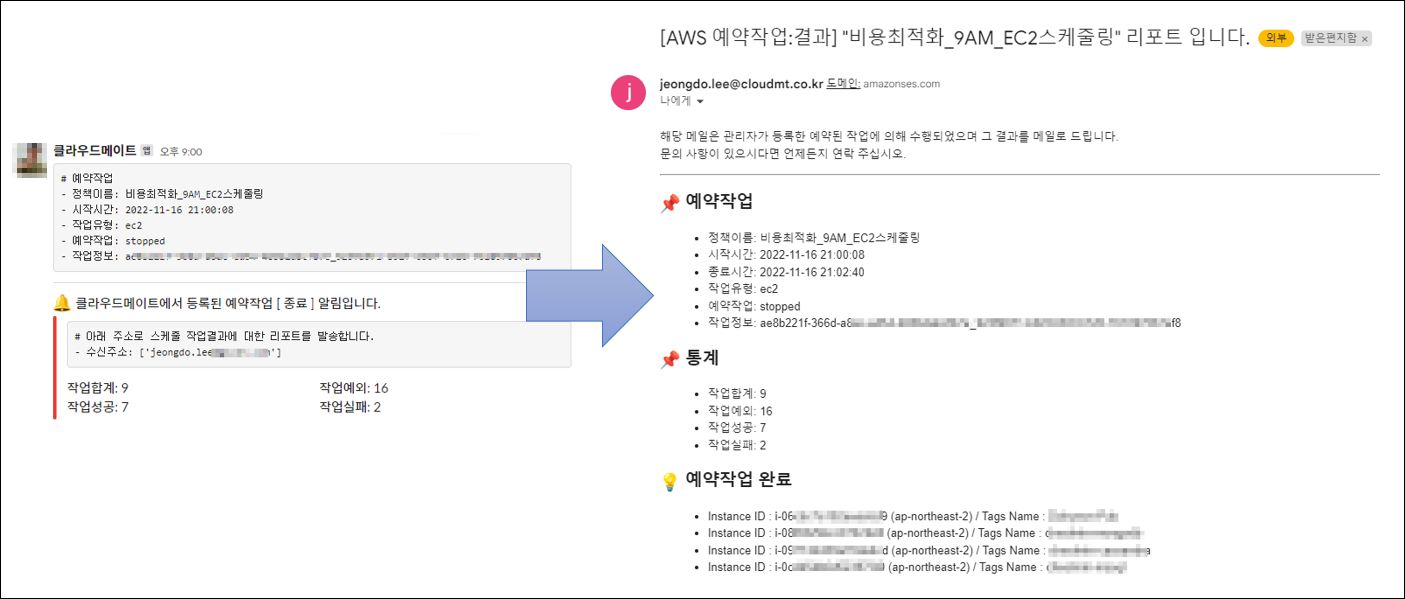 클라우드메이트 앱 오후 9:00
# 예약작업
- 정책이름: 비용최적화_9AM_EC2스케줄링
- 시작시간: 2022-11-16 21:00:08
- 작업유형: ec2
- 예약작업: stopped
- 작업정보:
클라우드메이트에서 등록된 예약작업 [ 종료 ] 알림입니다.
# 아래 주소로 스케줄 작업결과에 대한 리포트를 발송합니다.
- 수신주소: ['jeongdo.lee ']
작업합계: 9 작업예외: 16
작업성공: 7 작업실패: 2
[AWS 예약작업:결과] "비용최적화_9AM_EC2스케줄링" 리포트 입니다. 외부 받은편지함 ×
j
jeongdo.lee@cloudmt.co.kr 도메인: amazonses.com
나에게
해당 메일은 관리자가 등록한 예약된 작업에 의해 수행되었으며 그 결과를 메일로 드립니다.
문의 사항이 있으시다면 언제든지 연락 주십시오.
예약작업
• 정책이름: 비용최적화_9AM_EC2스케줄링
• 시작시간: 2022-11-16 21:00:08
• 종료시간: 2022-11-16 21:02:40
• 작업유형: ec2
• 예약작업: stopped
• 작업정보: ae8b221f-366d-a8
통계
• 작업합계: 9
• 작업예외: 16
• 작업성공: 7
• 작업실패: 2
예약작업 완료
• Instance ID : i-06 9 (ap-northeast-2) / Tags Name :
• Instance ID : i-08 (ap-northeast-2) / Tags Name :
• Instance ID : i-09 d (ap-northeast-2) / Tags Name :
• Instance ID : i-0 (ap-northeast-2) / Tags Name :